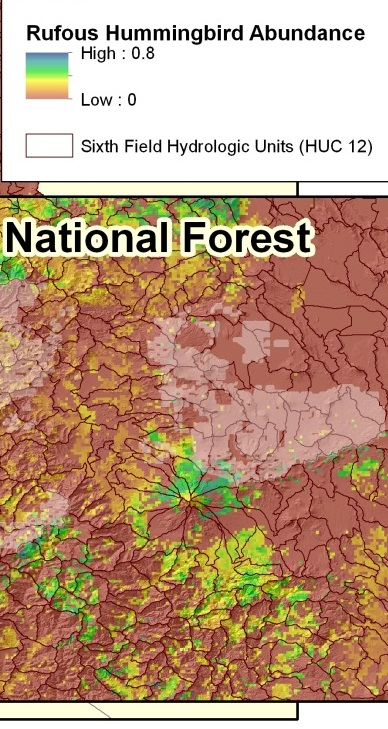 Rufous Hummingbird Abundance
High : 0.8
Low : 0
Sixth Field Hydrologic Units (HUC 12)
National Forest